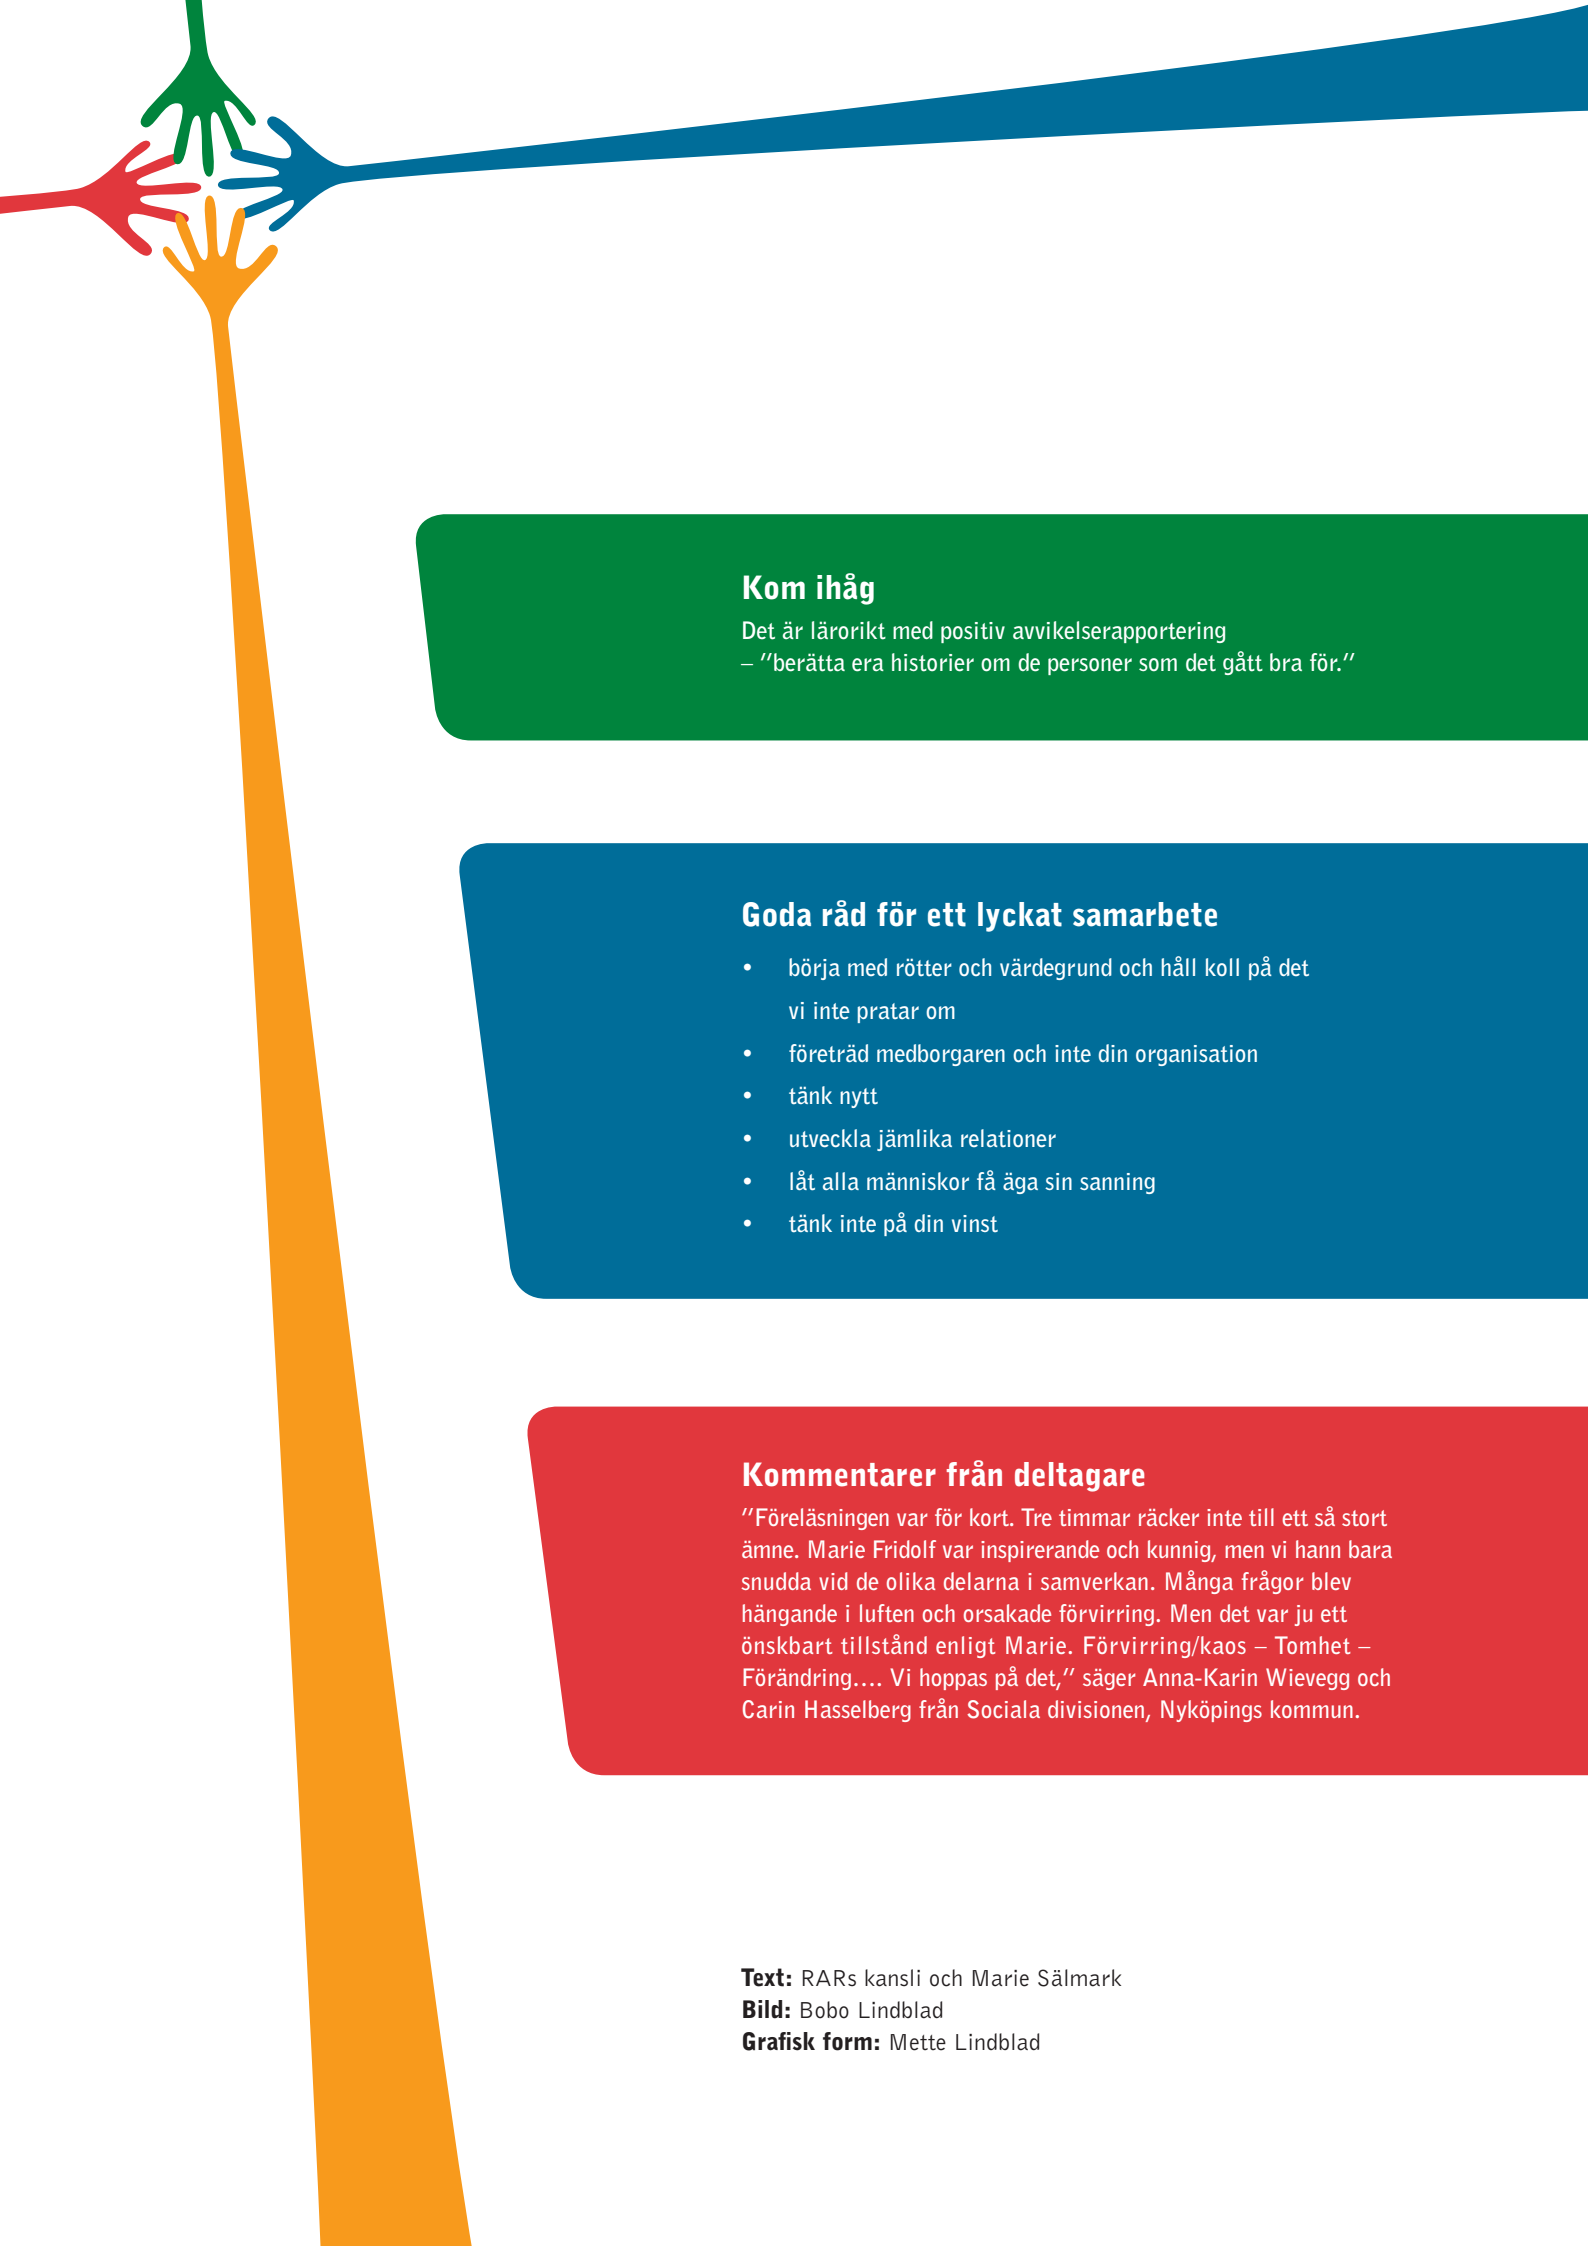 Kom ihåg
Det är lärorikt med positiv avvikelserapportering
– ”berätta era historier om de personer som det gått bra för.”
Goda råd för ett lyckat samarbete
• börja med rötter och värdegrund och håll koll på det
vi inte pratar om
• företräd medborgaren och inte din organisation
• tänk nytt
• utveckla jämlika relationer
• låt alla människor få äga sin sanning
• tänk inte på din vinst
Kommentarer från deltagare
”Föreläsningen var för kort. Tre timmar räcker inte till ett så stort
ämne. Marie Fridolf var inspirerande och kunnig, men vi hann bara
snudda vid de olika delarna i samverkan. Många frågor blev
hängande i luften och orsakade förvirring. Men det var ju ett
önskbart tillstånd enligt Marie. Förvirring/kaos – Tomhet –
Förändring.... Vi hoppas på det,” säger Anna-Karin Wievegg och
Carin Hasselberg från Sociala divisionen, Nyköpings kommun.
Text: RARs kansli och Marie Sälmark
Bild: Bobo Lindblad
Grafisk form: Mette Lindblad